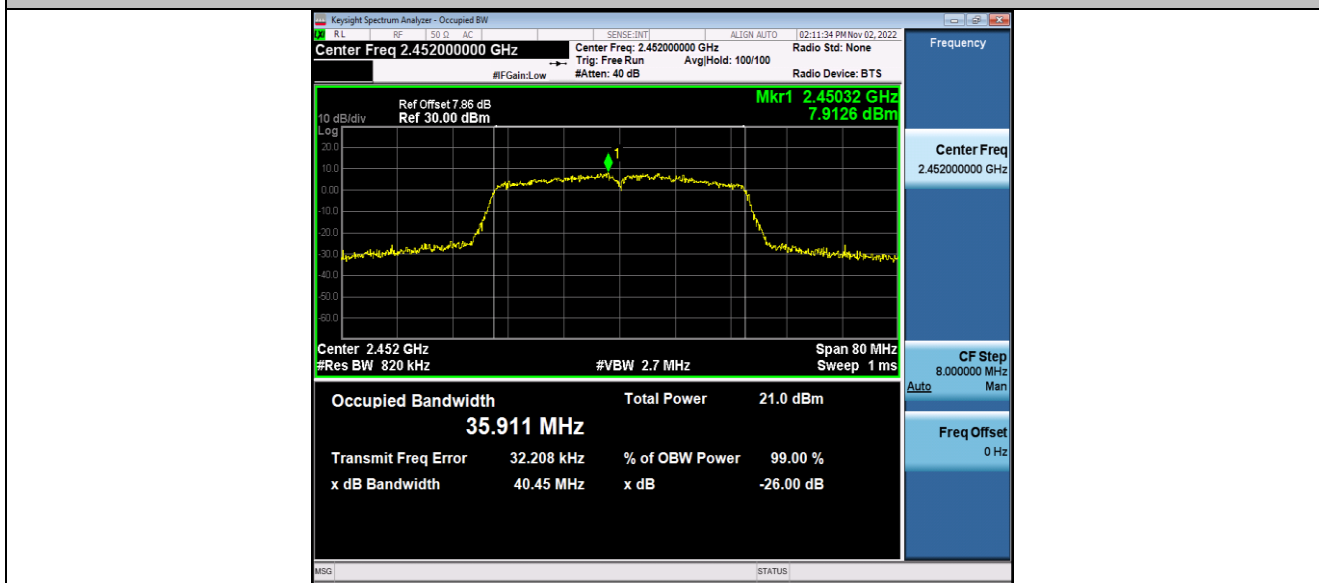 Keysight Spectrum Analyzer - Occupied BW
RL RF 50 Ω AC SENSE:INT ALIGN AUTO 02:11:34 PM Nov 02, 2022
Center Freq 2.452000000 GHz
Center Freq: 2.452000000 GHz
Radio Std: None
Trig: Free Run Avg|Hold: 100/100
#IFGain:Low #Atten: 40 dB Radio Device: BTS
Frequency
Mkr1 2.45032 GHz
7.9126 dBm
Ref Offset 7.86 dB
10 dB/div Ref 30.00 dBm
Log
20.0
10.0
0.00
-10.0
-20.0
-30.0
-40.0
-50.0
-60.0
1
Center 2.452 GHz Span 80 MHz
#Res BW 820 kHz #VBW 2.7 MHz Sweep 1 ms
Occupied Bandwidth Total Power 21.0 dBm
35.911 MHz
Transmit Freq Error 32.208 kHz % of OBW Power 99.00 %
x dB Bandwidth 40.45 MHz x dB -26.00 dB
Center Freq
2.452000000 GHz
CF Step
8.000000 MHz
Auto Man
Freq Offset
0 Hz
MSG STATUS